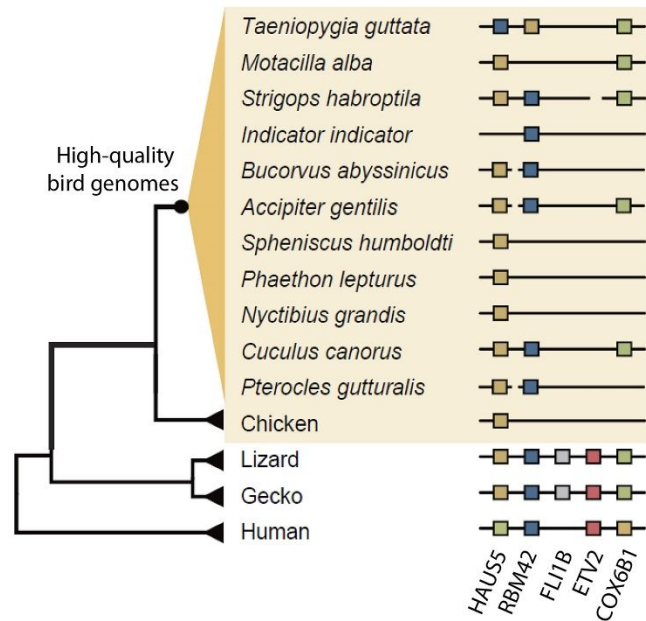 Taeniopygia guttata
Motacilla alba
Strigops habroptila
Indicator indicator
High-quality
bird genomes
Bucorvus abyssinicus
Accipiter gentilis
Spheniscus humboldti
Phaethon lepturus
Nyctibius grandis
Cuculus canorus
Pterocles gutturalis
Chicken
Lizard
Gecko
Human
HAUS5
RBM42
FLI1B
ETV2
COX6B1